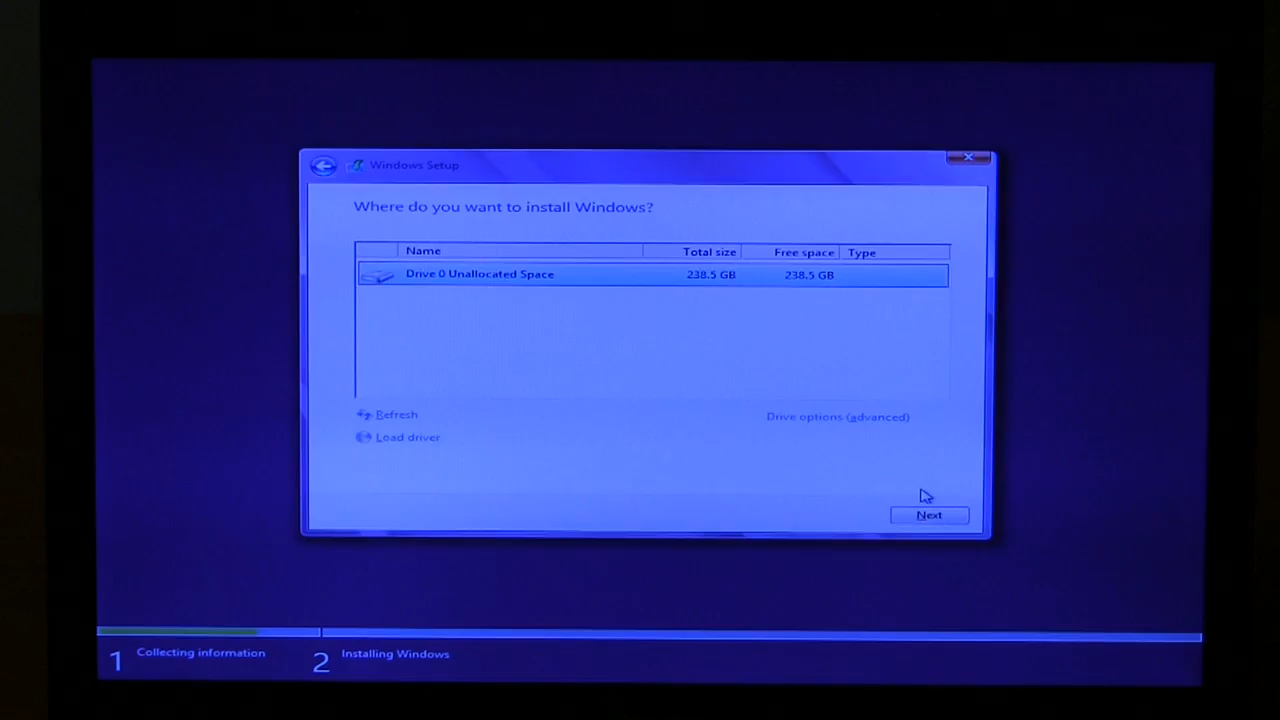 Windows Setup
Where do you want to install Windows?
Name Total size Free space Type
Drive 0 Unallocated Space 238.5 GB 238.5 GB
Refresh Drive options (advanced)
Load driver
Next
1 Collecting information 2 Installing Windows